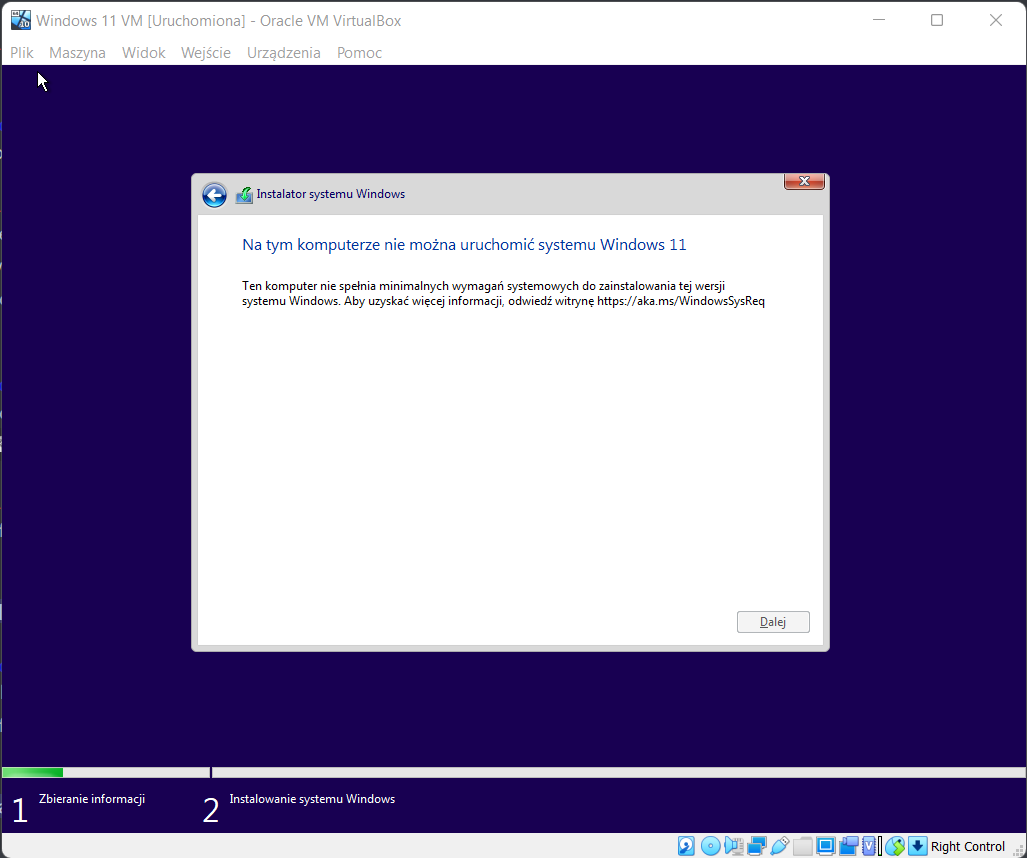 Windows 11 VM [Uruchomiona] - Oracle VM VirtualBox
Plik Maszyna Widok Wejście Urządzenia Pomoc
Instalator systemu Windows
Na tym komputerze nie można uruchomić systemu Windows 11
Ten komputer nie spełnia minimalnych wymagań systemowych do zainstalowania tej wersji
systemu Windows. Aby uzyskać więcej informacji, odwiedź witrynę https://aka.ms/WindowsSysReq
Dalej
1 Zbieranie informacji 2 Instalowanie systemu Windows
Right Control